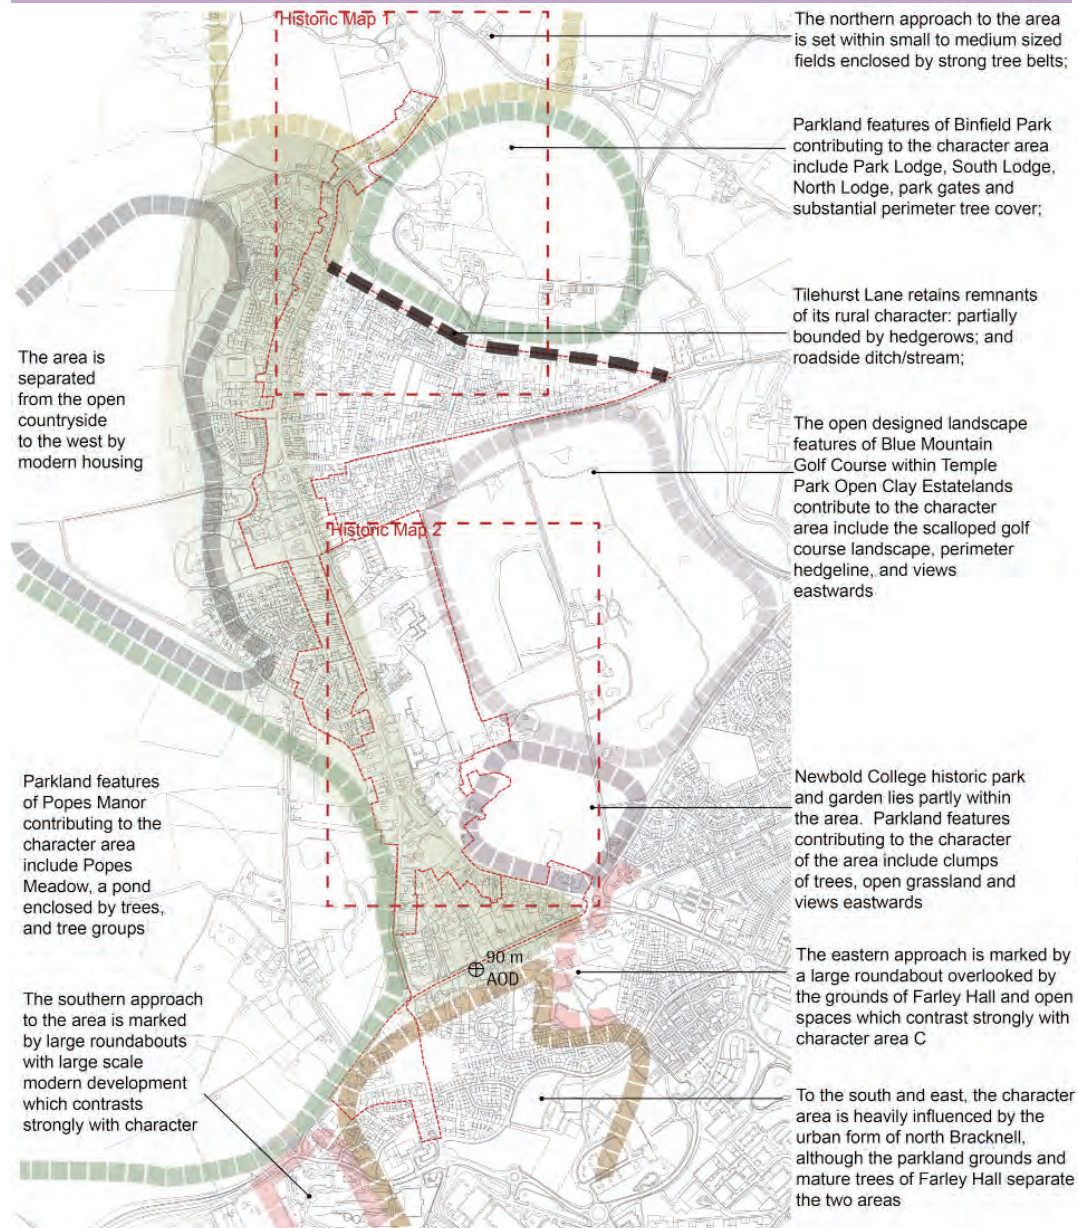 Historic Map 1
The northern approach to the area
is set within small to medium sized
fields enclosed by strong tree belts;
Parkland features of Binfield Park
contributing to the character area
include Park Lodge, South Lodge,
North Lodge, park gates and
substantial perimeter tree cover;
Tilehurst Lane retains remnants
of its rural character: partially
bounded by hedgerows; and
roadside ditch/stream;
The area is
separated
from the open
countryside
to the west by
modern housing
The open designed landscape
features of Blue Mountain
Golf Course within Temple
Park Open Clay Estatelands
contribute to the character
area include the scalloped golf
course landscape, perimeter
hedgeline, and views
eastwards
Historic Map 2
Parkland features
of Popes Manor
contributing to the
character area
include Popes
Meadow, a pond
enclosed by trees,
and tree groups
Newbold College historic park
and garden lies partly within
the area.  Parkland features
contributing to the character
of the area include clumps
of trees, open grassland and
views eastwards
90 m
AOD
The eastern approach is marked by
a large roundabout overlooked by
the grounds of Farley Hall and open
spaces which contrast strongly with
character area C
The southern approach
to the area is marked
by large roundabouts
with large scale
modern development
which contrasts
strongly with character
To the south and east, the character
area is heavily influenced by the
urban form of north Bracknell,
although the parkland grounds and
mature trees of Farley Hall separate
the two areas